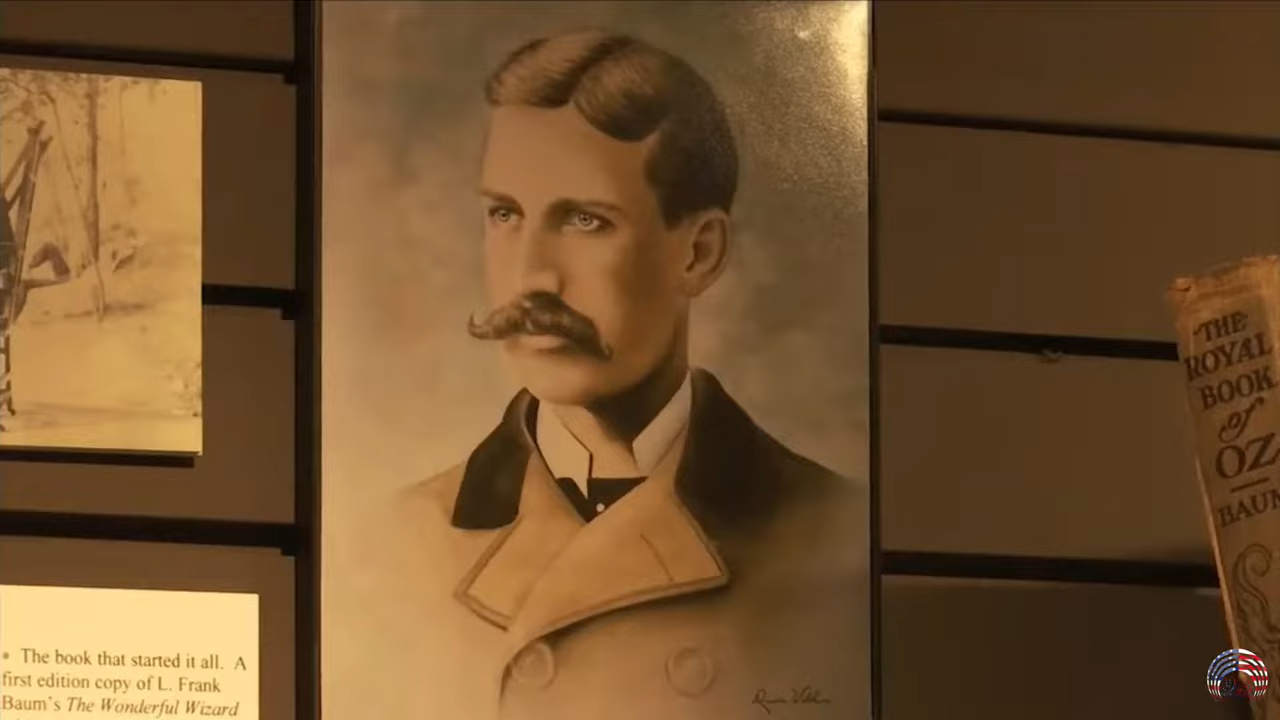 THE
ROYAL
BOOK
of
OZ
BAUM
• The book that started it all. A
first edition copy of L. Frank
Baum's The Wonderful Wizard